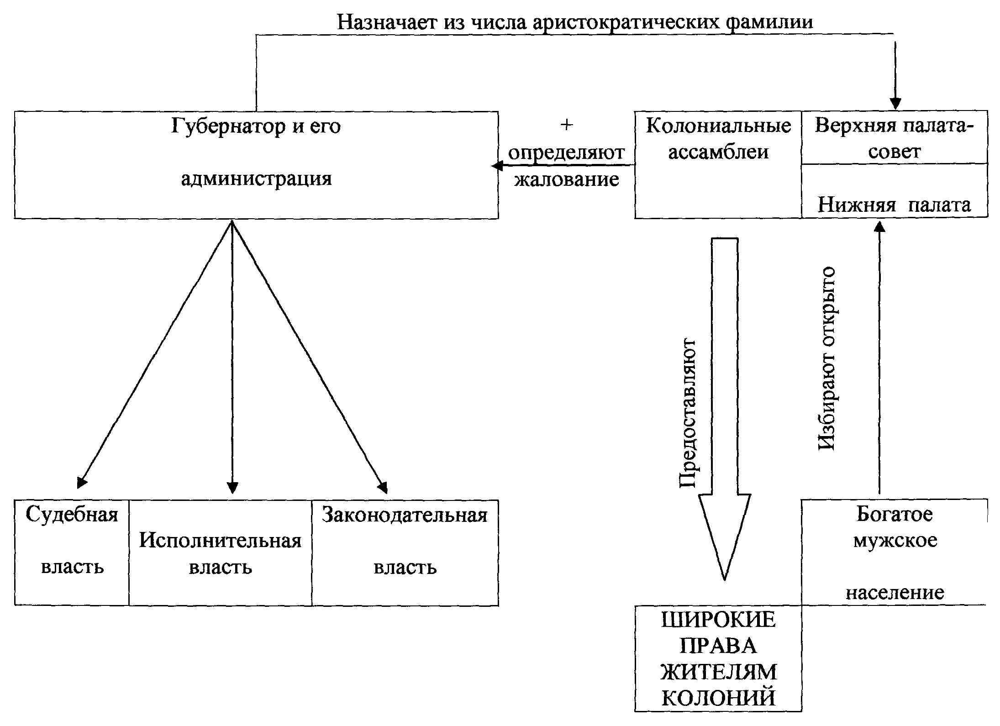 Назначает из числа аристократических фамилии
Губернатор и его
администрация
+
определяют
жалование
Колониальные
ассамблеи
Верхняя палата-
совет
Нижняя палата
Предоставляют
Избирают открыто
Судебная
власть
Исполнительная
власть
Законодательная
власть
Богатое
мужское
население
ШИРОКИЕ
ПРАВА
ЖИТЕЛЯМ
КОЛОНИЙ